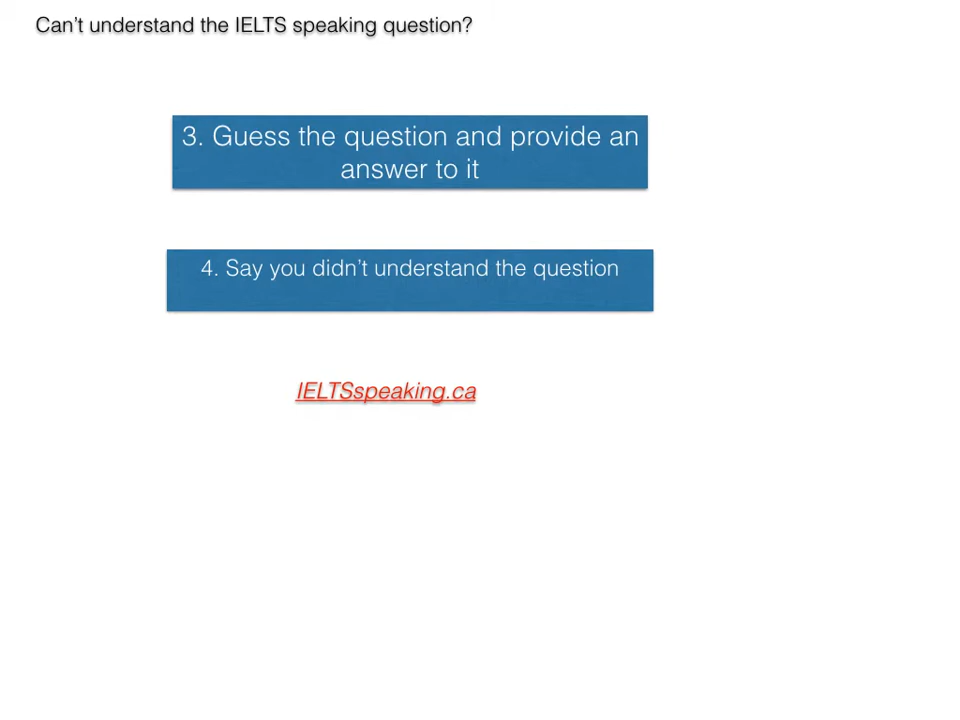 Can’t understand the IELTS speaking question?
3. Guess the question and provide an
answer to it
4. Say you didn’t understand the question
IELTSspeaking.ca